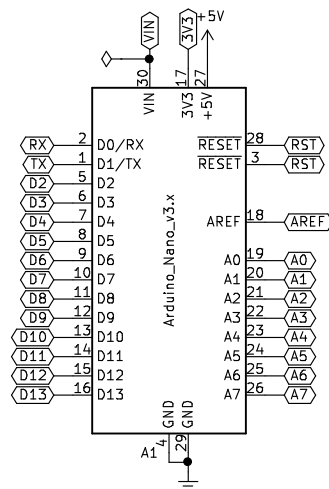 VIN 3V3 +5V
30 17 27
VIN 3V3 +5V
RX 2 D0/RX RESET 28 RST
TX 1 D1/TX RESET 3 RST
D2 5 D2
D3 6 D3
D4 7 D4 AREF 18 AREF
D5 8 D5
D6 9 D6 A0 19 A0
D7 10 D7 A1 20 A1
D8 11 D8 A2 21 A2
D9 12 D9 A3 22 A3
D10 13 D10 A4 23 A4
D11 14 D11 A5 24 A5
D12 15 D12 A6 25 A6
D13 16 D13 A7 26 A7
Arduino_Nano_v3.x
GND GND
A1 4 29